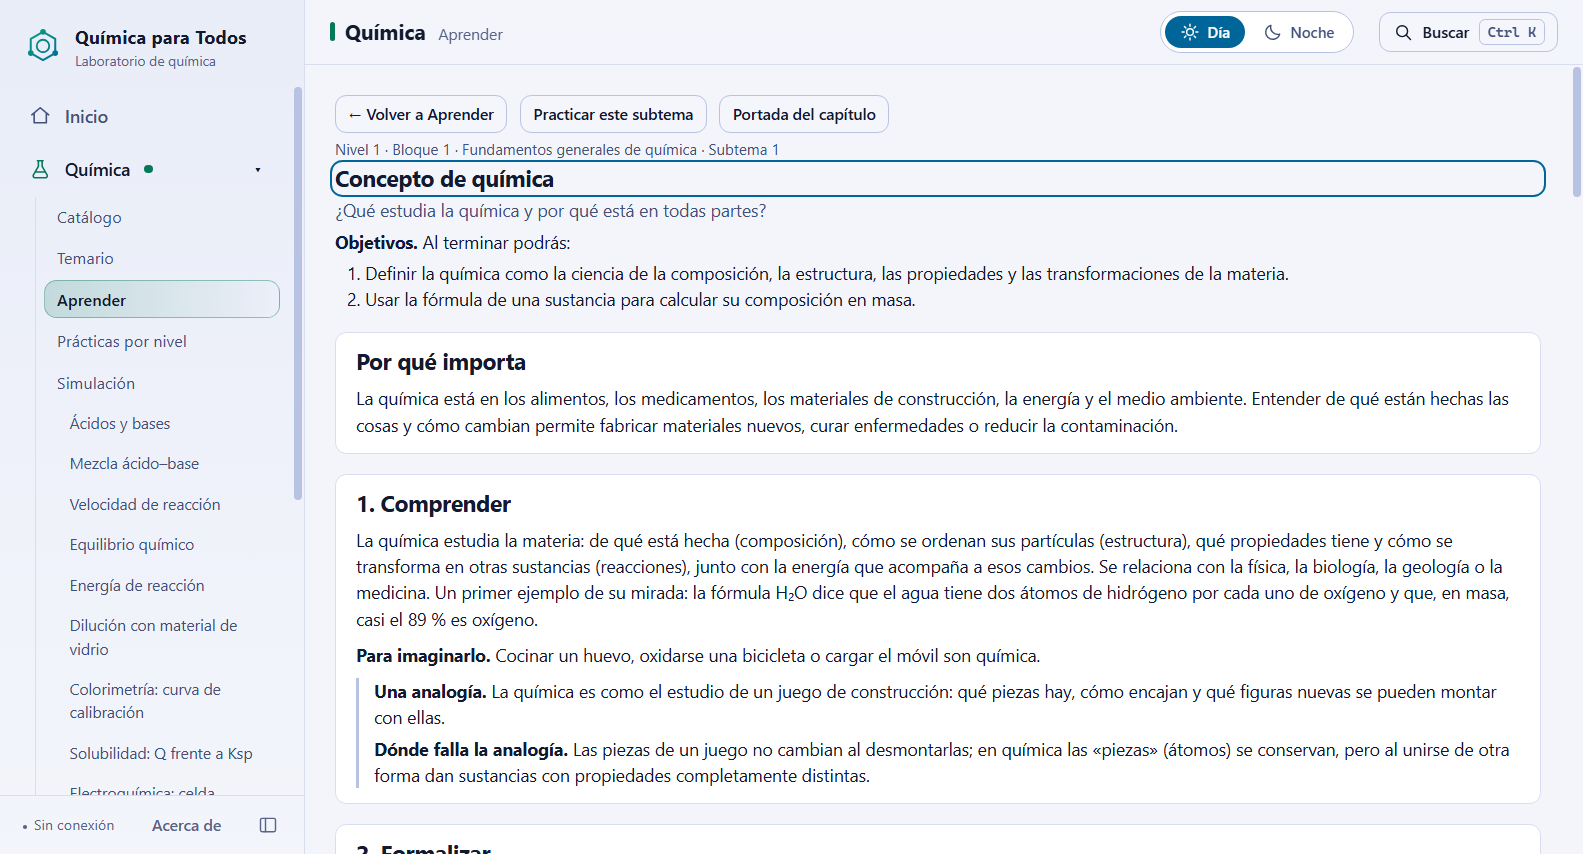 Química para Todos
Laboratorio de química
Inicio
Química
Catálogo
Temario
Aprender
Prácticas por nivel
Simulación
Ácidos y bases
Mezcla ácido–base
Velocidad de reacción
Equilibrio químico
Energía de reacción
Dilución con material de
vidrio
Colorimetría: curva de
calibración
Solubilidad: Q frente a Ksp
Electroquímica: celda
• Sin conexión
Acerca de
Química Aprender
Día
Noche
Buscar Ctrl K
← Volver a Aprender
Practicar este subtema
Portada del capítulo
Nivel 1 · Bloque 1 · Fundamentos generales de química · Subtema 1
Concepto de química
¿Qué estudia la química y por qué está en todas partes?
Objetivos. Al terminar podrás:
1. Definir la química como la ciencia de la composición, la estructura, las propiedades y las transformaciones de la materia.
2. Usar la fórmula de una sustancia para calcular su composición en masa.
Por qué importa
La química está en los alimentos, los medicamentos, los materiales de construcción, la energía y el medio ambiente. Entender de qué están hechas las
cosas y cómo cambian permite fabricar materiales nuevos, curar enfermedades o reducir la contaminación.
1. Comprender
La química estudia la materia: de qué está hecha (composición), cómo se ordenan sus partículas (estructura), qué propiedades tiene y cómo se
transforma en otras sustancias (reacciones), junto con la energía que acompaña a esos cambios. Se relaciona con la física, la biología, la geología o la
medicina. Un primer ejemplo de su mirada: la fórmula H₂O dice que el agua tiene dos átomos de hidrógeno por cada uno de oxígeno y que, en masa,
casi el 89 % es oxígeno.
Para imaginarlo. Cocinar un huevo, oxidarse una bicicleta o cargar el móvil son química.
Una analogía. La química es como el estudio de un juego de construcción: qué piezas hay, cómo encajan y qué figuras nuevas se pueden montar
con ellas.
Dónde falla la analogía. Las piezas de un juego no cambian al desmontarlas; en química las «piezas» (átomos) se conservan, pero al unirse de otra
forma dan sustancias con propiedades completamente distintas.
2. Formalizar